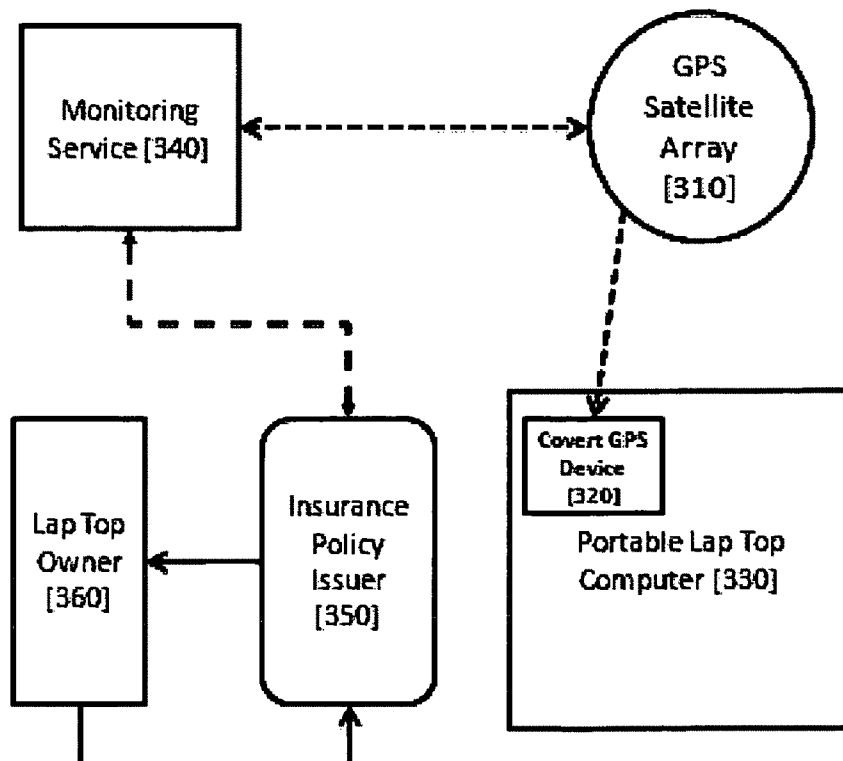 Monitoring
Service [340]
GPS
Satellite
Array
[310]
Covert GPS
Device
[320]
Portable Lap Top
Computer [330]
Lap Top
Owner
[360]
Insurance
Policy
Issuer
[350]